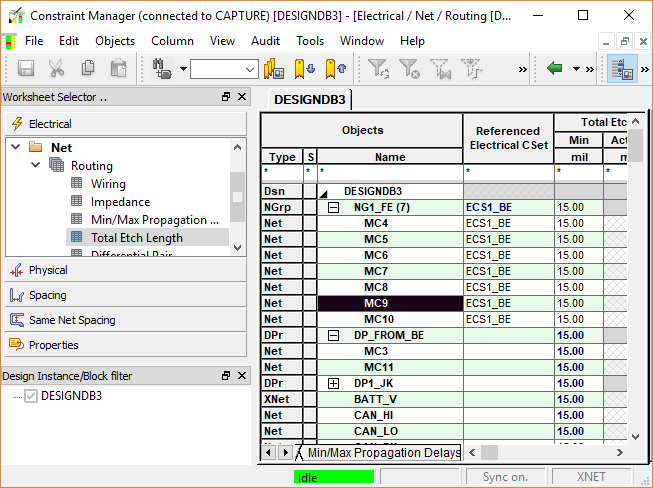 Constraint Manager (connected to CAPTURE) [DESIGNDB3] - [Electrical / Net / Routing [D...
File Edit Objects Column View Audit Tools Window Help
Worksheet Selector ..
Electrical
Net
Routing
Wiring
Impedance
Min/Max Propagation ...
Total Etch Length
Differential Pair
Physical
Spacing
Same Net Spacing
Properties
Design Instance/Block filter
DESIGNDB3
DESIGNDB3
Objects Referenced Electrical CSet Total Etc
Min Act
Type S Name mil m
* * * * * *
Dsn DESIGNDB3
NGrp NG1_FE (7) ECS1_BE 15.00
Net MC4 ECS1_BE 15.00
Net MC5 ECS1_BE 15.00
Net MC6 ECS1_BE 15.00
Net MC7 ECS1_BE 15.00
Net MC8 ECS1_BE 15.00
Net MC9 ECS1_BE 15.00
Net MC10 ECS1_BE 15.00
DPr DP_FROM_BE 15.00
Net MC3 15.00
Net MC11 15.00
DPr DP1_JK 15.00
XNet BATT_V 15.00
Net CAN_HI 15.00
Net CAN_LO 15.00
Min/Max Propagation Delays
Idle Sync on. XNET